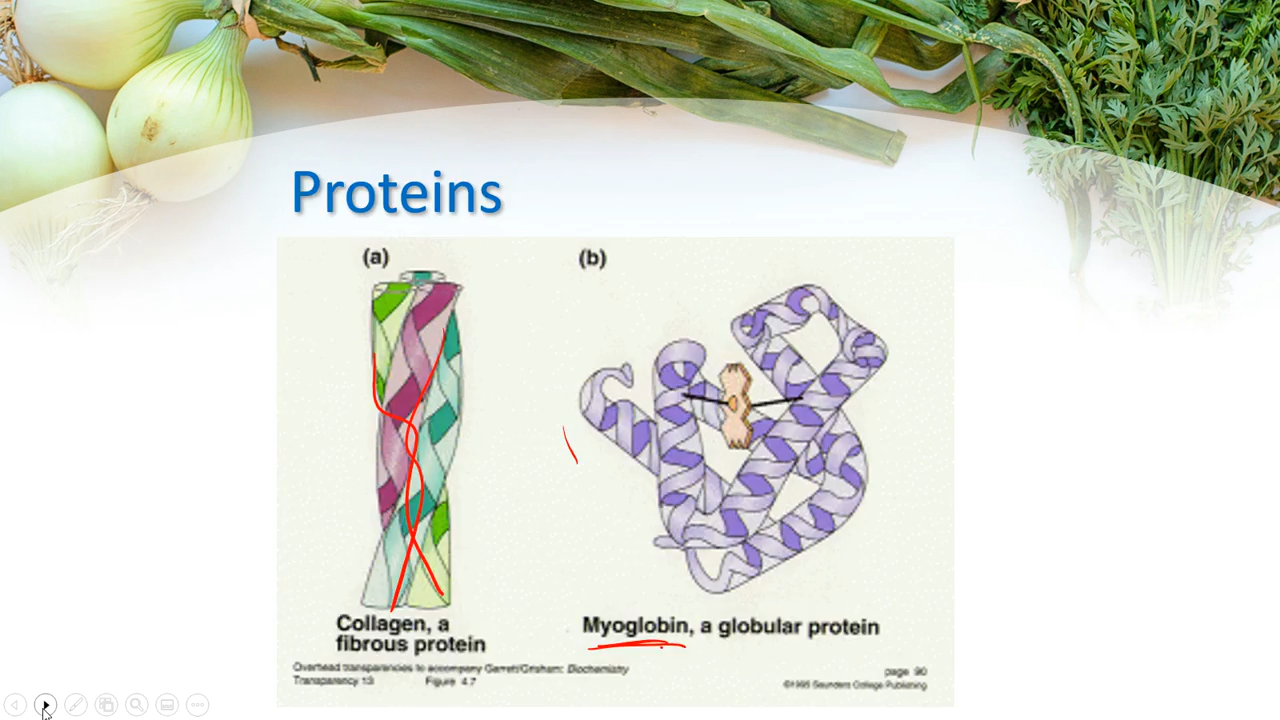 Proteins
(a)
(b)
Collagen, a
fibrous protein
Myoglobin, a globular protein
Overhead transparencies to accompany Garrett/Grisham: Biochemistry
Transparency 13 Figure 4.7
page 90
©1995 Saunders College Publishing